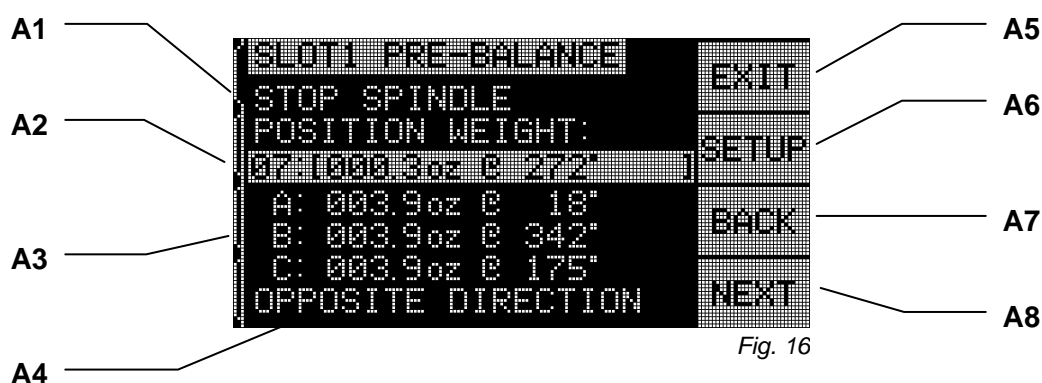 A1
A2
A3
A4
SLOT1 PRE-BALANCE
STOP SPINDLE
POSITION WEIGHT:
07:[000.3oz @ 272° ]
A: 003.9oz @ 18°
B: 003.9oz @ 342°
C: 003.9oz @ 175°
OPPOSITE DIRECTION
EXIT
SETUP
BACK
NEXT
A5
A6
A7
A8
Fig. 16